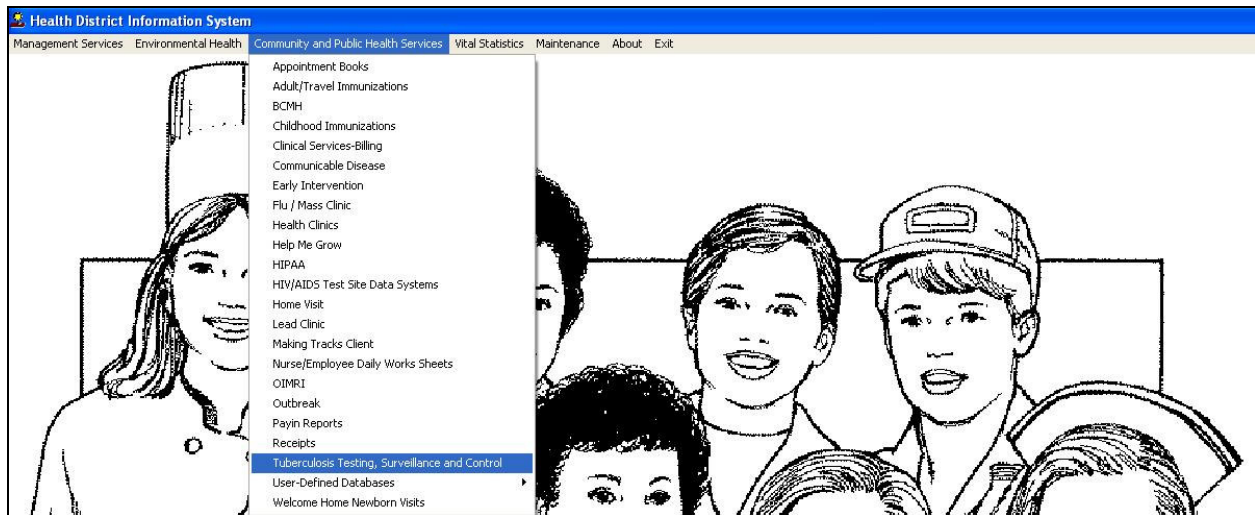 Health District Information System
Management Services Environmental Health Community and Public Health Services Vital Statistics Maintenance About Exit
Appointment Books
Adult/Travel Immunizations
BCMH
Childhood Immunizations
Clinical Services-Billing
Communicable Disease
Early Intervention
Flu / Mass Clinic
Health Clinics
Help Me Grow
HIPAA
HIV/AIDS Test Site Data Systems
Home Visit
Lead Clinic
Making Tracks Client
Nurse/Employee Daily Works Sheets
OIMRI
Outbreak
Payin Reports
Receipts
Tuberculosis Testing, Surveillance and Control
User-Defined Databases
Welcome Home Newborn Visits